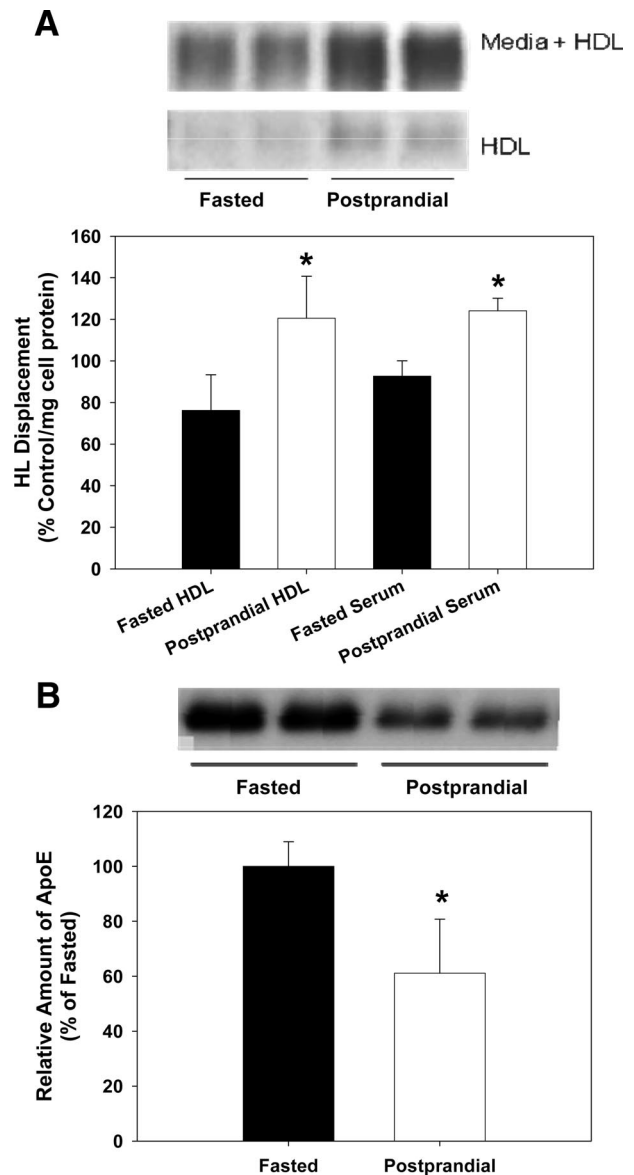 A
Media + HDL
HDL
Fasted
Postprandial
HL Displacement
(% Control/mg cell protein)
160
140
120
100
80
60
40
20
0
*
*
Fasted HDL
Postprandial HDL
Fasted Serum
Postprandial Serum
B
Fasted
Postprandial
Relative Amount of ApoE
(% of Fasted)
120
100
80
60
40
20
0
*
Fasted
Postprandial